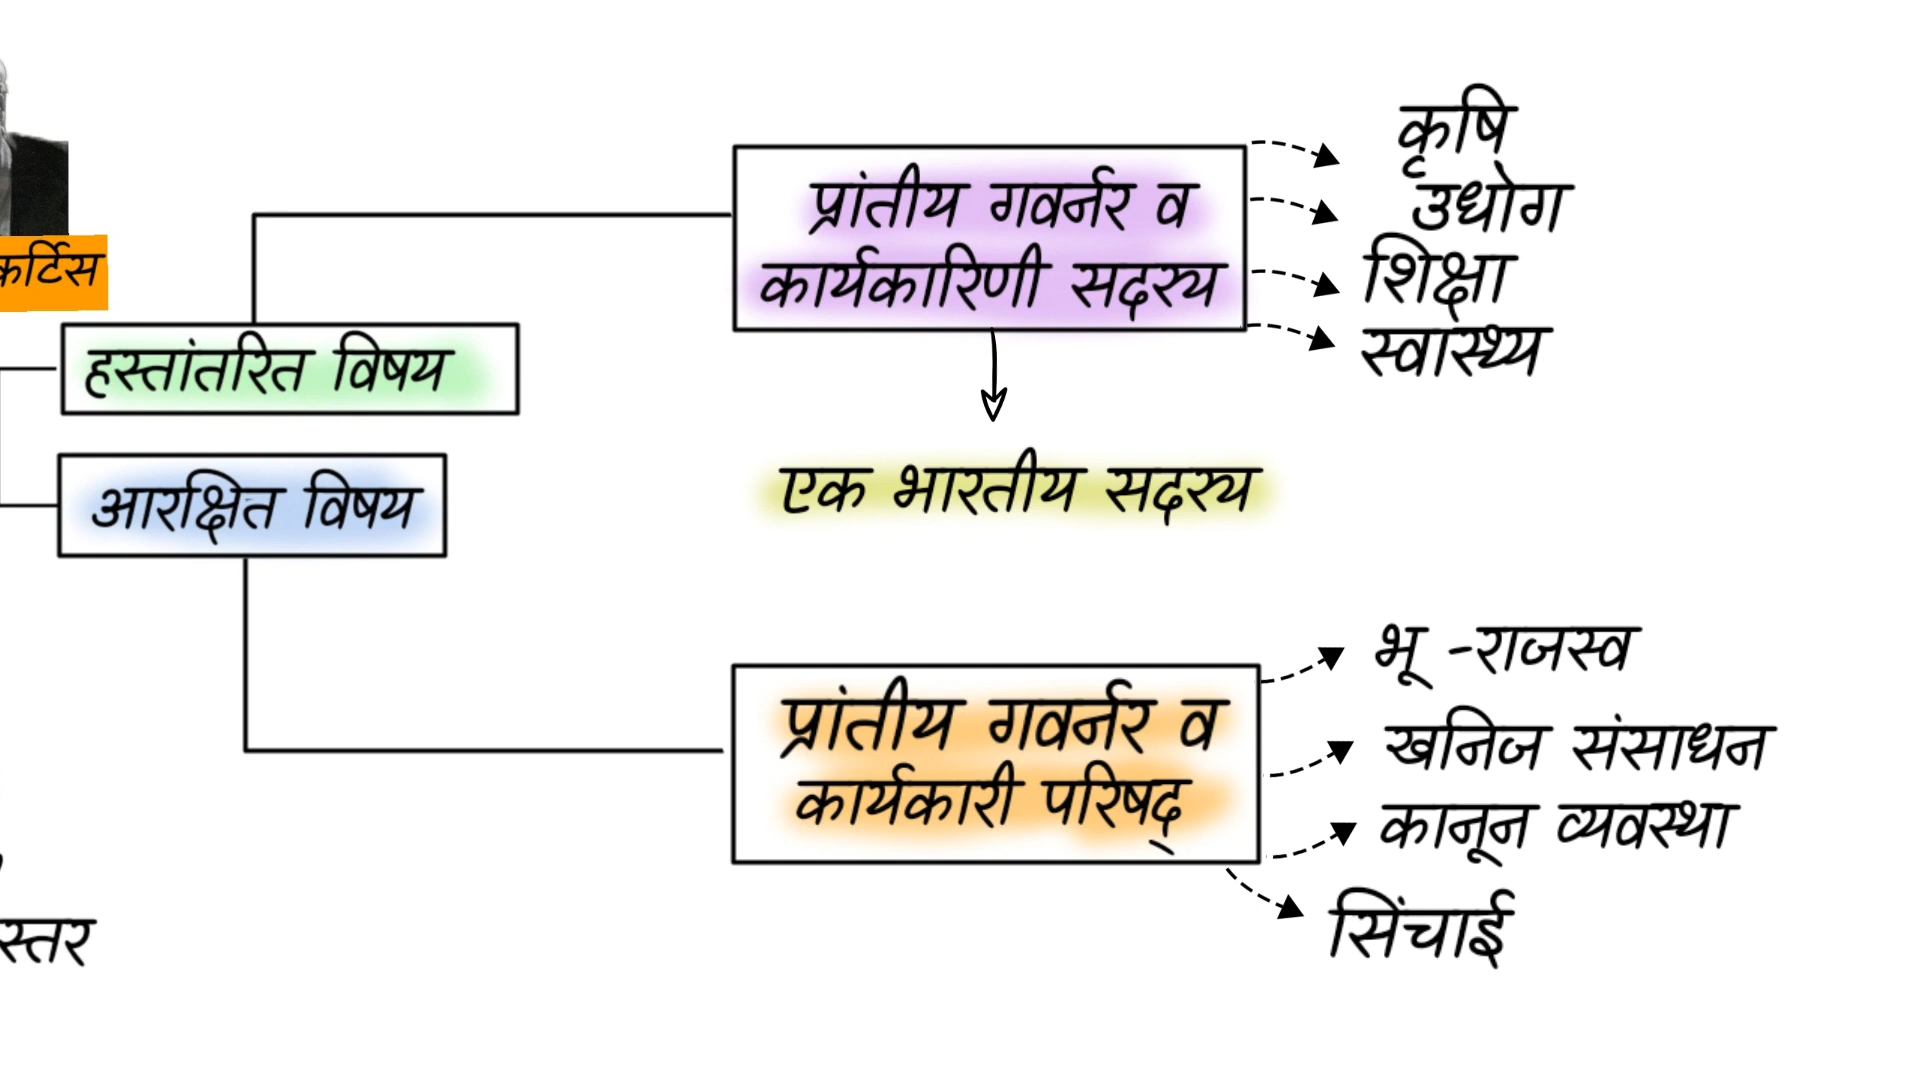 कर्टिस
हस्तांतरित विषय
आरक्षित विषय
स्तर
प्रांतीय गवर्नर व
कार्यकारिणी सदस्य
एक भारतीय सदस्य
कृषि
उधोग
शिक्षा
स्वास्थ्य
प्रांतीय गवर्नर व
कार्यकारी परिषद्
भू -राजस्व
खनिज संसाधन
कानून व्यवस्था
सिंचाई